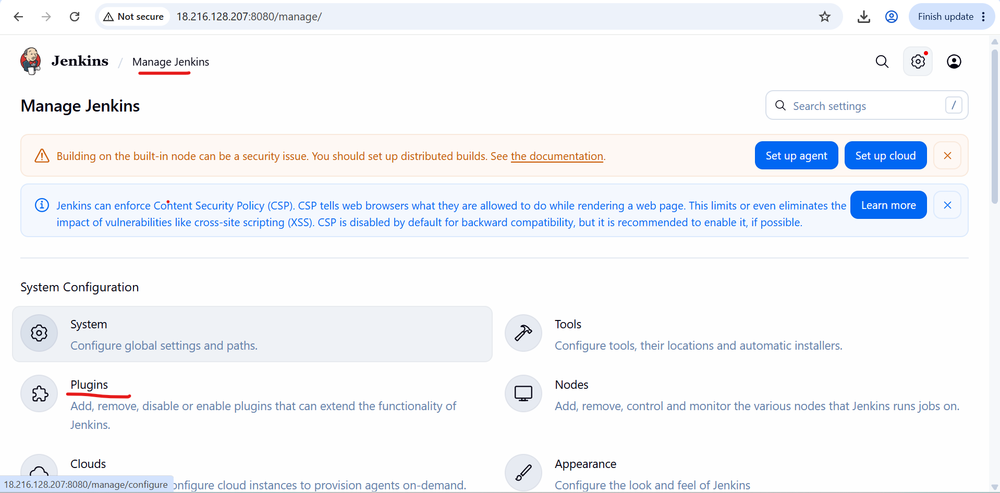 Not secure 18.216.128.207:8080/manage/ Finish update
Jenkins / Manage Jenkins
Manage Jenkins
Search settings /
Building on the built-in node can be a security issue. You should set up distributed builds. See the documentation. Set up agent Set up cloud
Jenkins can enforce Content Security Policy (CSP). CSP tells web browsers what they are allowed to do while rendering a web page. This limits or even eliminates the Learn more
impact of vulnerabilities like cross-site scripting (XSS). CSP is disabled by default for backward compatibility, but it is recommended to enable it, if possible.
System Configuration
System
Configure global settings and paths.
Tools
Configure tools, their locations and automatic installers.
Plugins
Add, remove, disable or enable plugins that can extend the functionality of
Jenkins.
Nodes
Add, remove, control and monitor the various nodes that Jenkins runs jobs on.
Clouds
onfigure cloud instances to provision agents on-demand.
Appearance
Configure the look and feel of Jenkins
18.216.128.207:8080/manage/configure